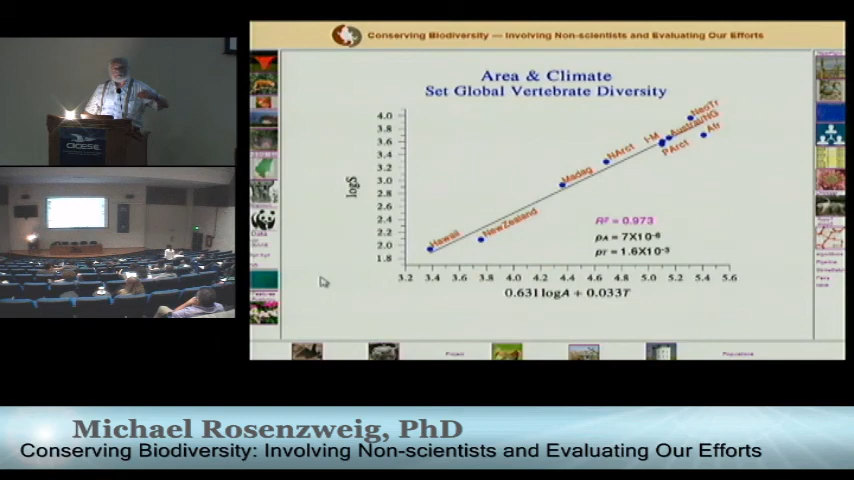 Conserving Biodiversity — Involving Non-scientists and Evaluating Our Efforts
Area & Climate
Set Global Vertebrate Diversity
logS
4.0
3.8
3.6
3.4
3.2
3.0
2.8
2.6
2.4
2.2
2.0
1.8
Hawaii
NewZealand
Madag
NArct
I-M
PArct
Austral/NG
NeoTr
Afr
R² = 0.973
pA = 7X10⁻⁶
pT = 1.6X10⁻³
3.2 3.4 3.6 3.8 4.0 4.2 4.4 4.6 4.8 5.0 5.2 5.4 5.6
0.631 logA + 0.033T
WWF
Data
CICESE
Michael Rosenzweig, PhD
Conserving Biodiversity: Involving Non-scientists and Evaluating Our Efforts